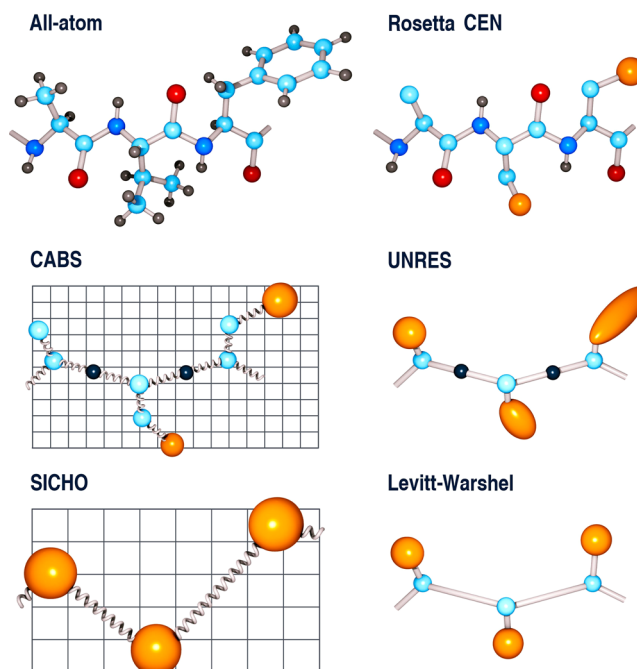 All-atom
Rosetta CEN
CABS
UNRES
SICHO
Levitt-Warshel